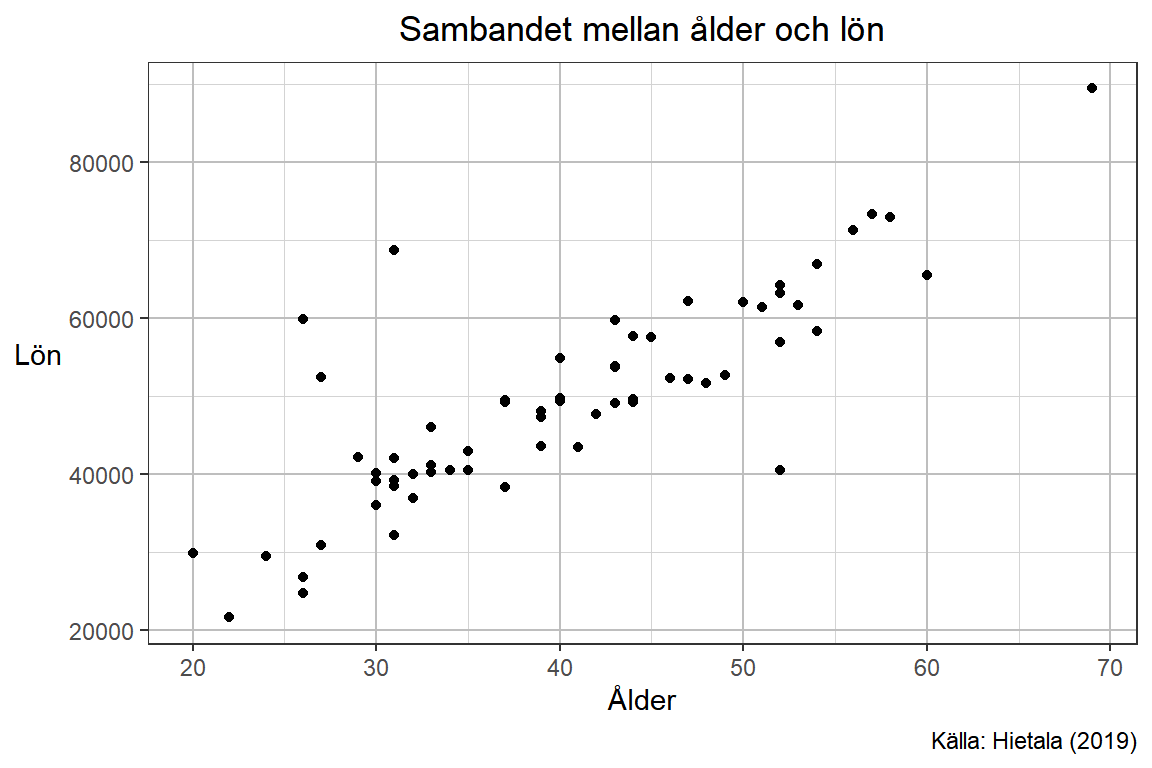 Sambandet mellan ålder och lön
80000
60000
Lön
40000
20000
20 30 40 50 60 70
Ålder
Källa: Hietala (2019)